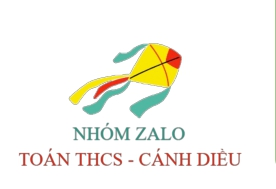 NHÓM ZALO
TOÁN THCS - CÁNH DIỀU